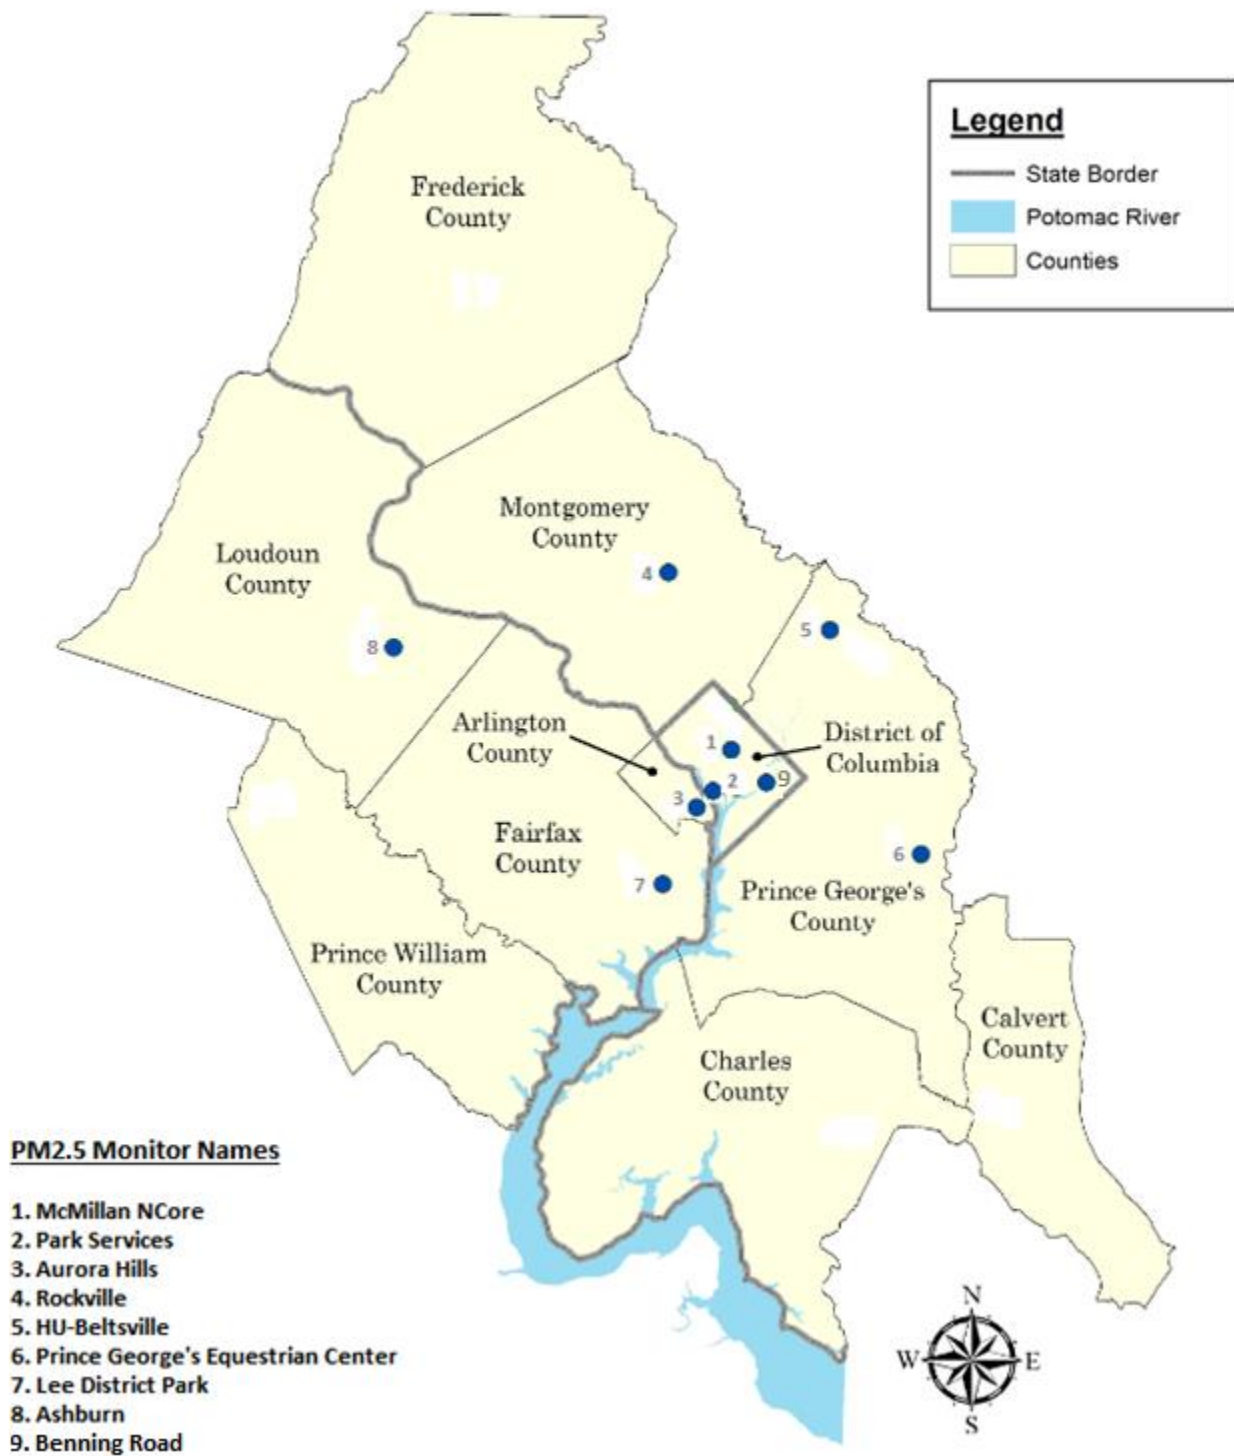 Legend
State Border
Potomac River
Counties
Frederick
County
Montgomery
County
Loudoun
County
4
5
8
Arlington
County
1
District of
Columbia
2
9
3
Fairfax
County
6
7
Prince George's
County
Prince William
County
Calvert
County
Charles
County
PM2.5 Monitor Names
1. McMillan NCore
2. Park Services
3. Aurora Hills
4. Rockville
5. HU-Beltsville
6. Prince George's Equestrian Center
7. Lee District Park
8. Ashburn
9. Benning Road
N
W
E
S